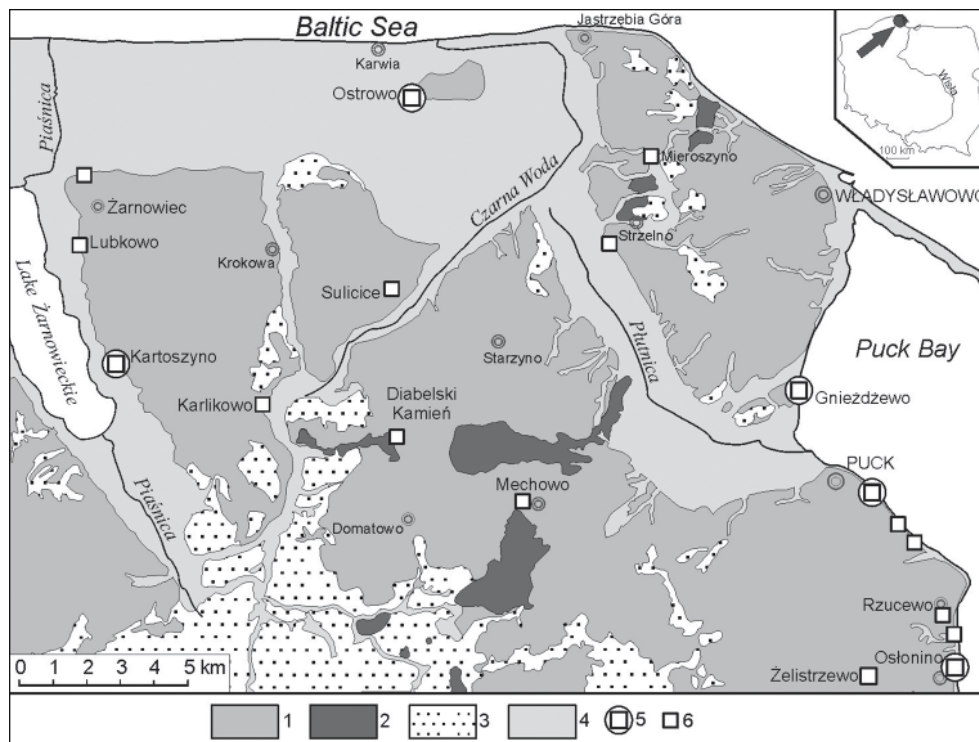 Baltic Sea
Jastrzębia Góra
Karwia
Ostrowo
Wisła
100 km
Piaśnica
Czarna Woda
Mieroszyno
WŁADYSŁAWOWO
Żarnowiec
Lubkowo
Krokowa
Strzelno
Sulicice
Lake Żarnowieckie
Płutnica
Starzyno
Puck Bay
Kartoszyno
Diabelski
Kamień
Gnieżdżewo
Karlikowo
PUCK
Mechowo
Piaśnica
Domatowo
Rzucewo
Osłonino
Żelistrzewo
0 1 2 3 4 5 km
1 2 3 4 5 6